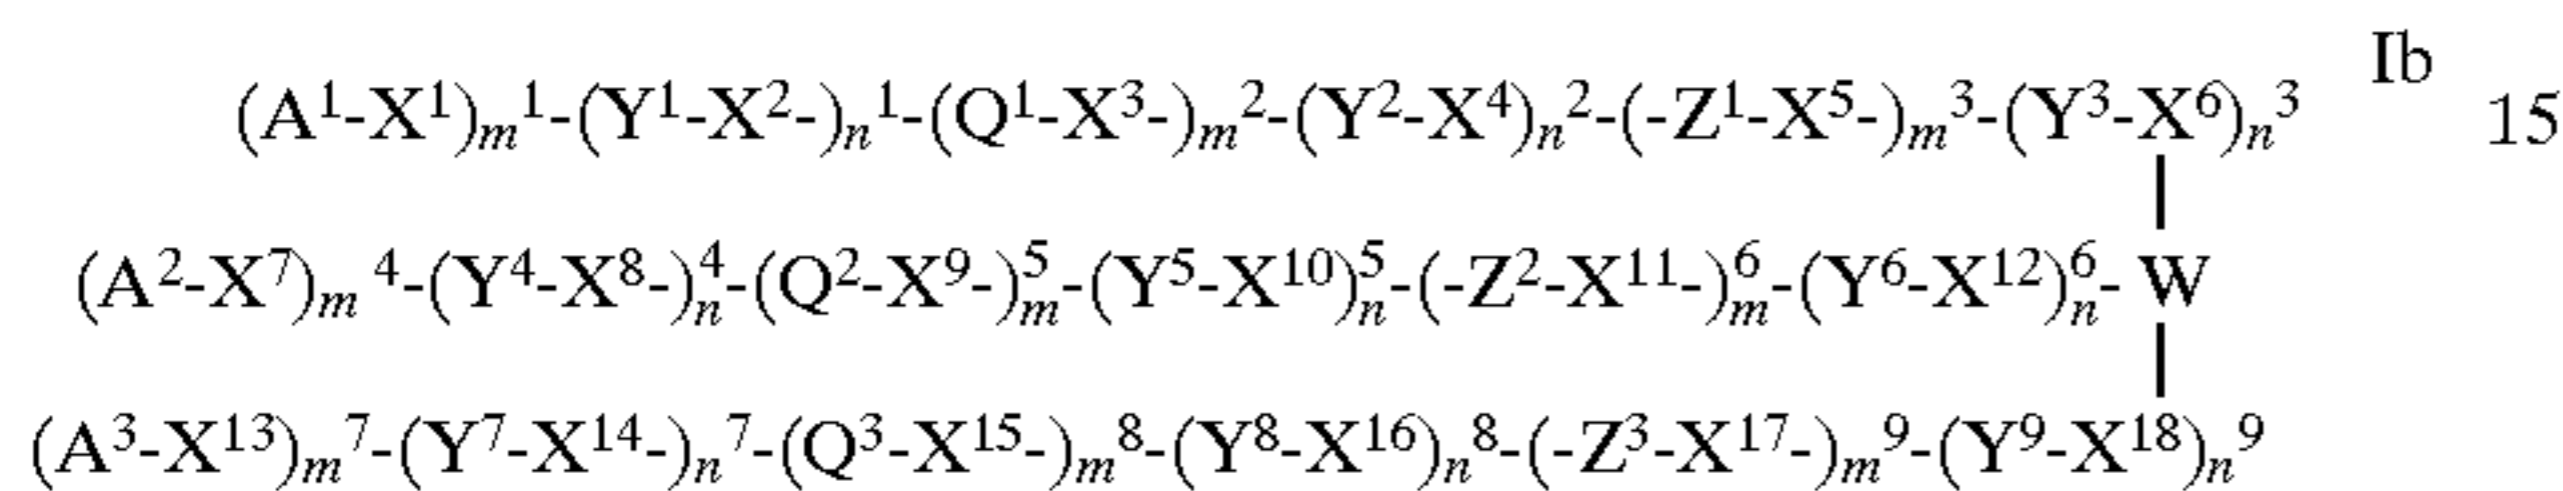 Ib
(A¹-X¹)ₘ¹-(Y¹-X²-)ₙ¹-(Q¹-X³-)ₘ²-(Y²-X⁴)ₙ²-(-Z¹-X⁵-)ₘ³-(Y³-X⁶)ₙ³ 15
(A²-X⁷)ₘ⁴-(Y⁴-X⁸-)ₙ⁴-(Q²-X⁹-)ₘ⁵-(Y⁵-X¹⁰)ₙ⁵-(-Z²-X¹¹-)ₘ⁶-(Y⁶-X¹²)ₙ⁶- W
(A³-X¹³)ₘ⁷-(Y⁷-X¹⁴-)ₙ⁷-(Q³-X¹⁵-)ₘ⁸-(Y⁸-X¹⁶)ₙ⁸-(-Z³-X¹⁷-)ₘ⁹-(Y⁹-X¹⁸)ₙ⁹